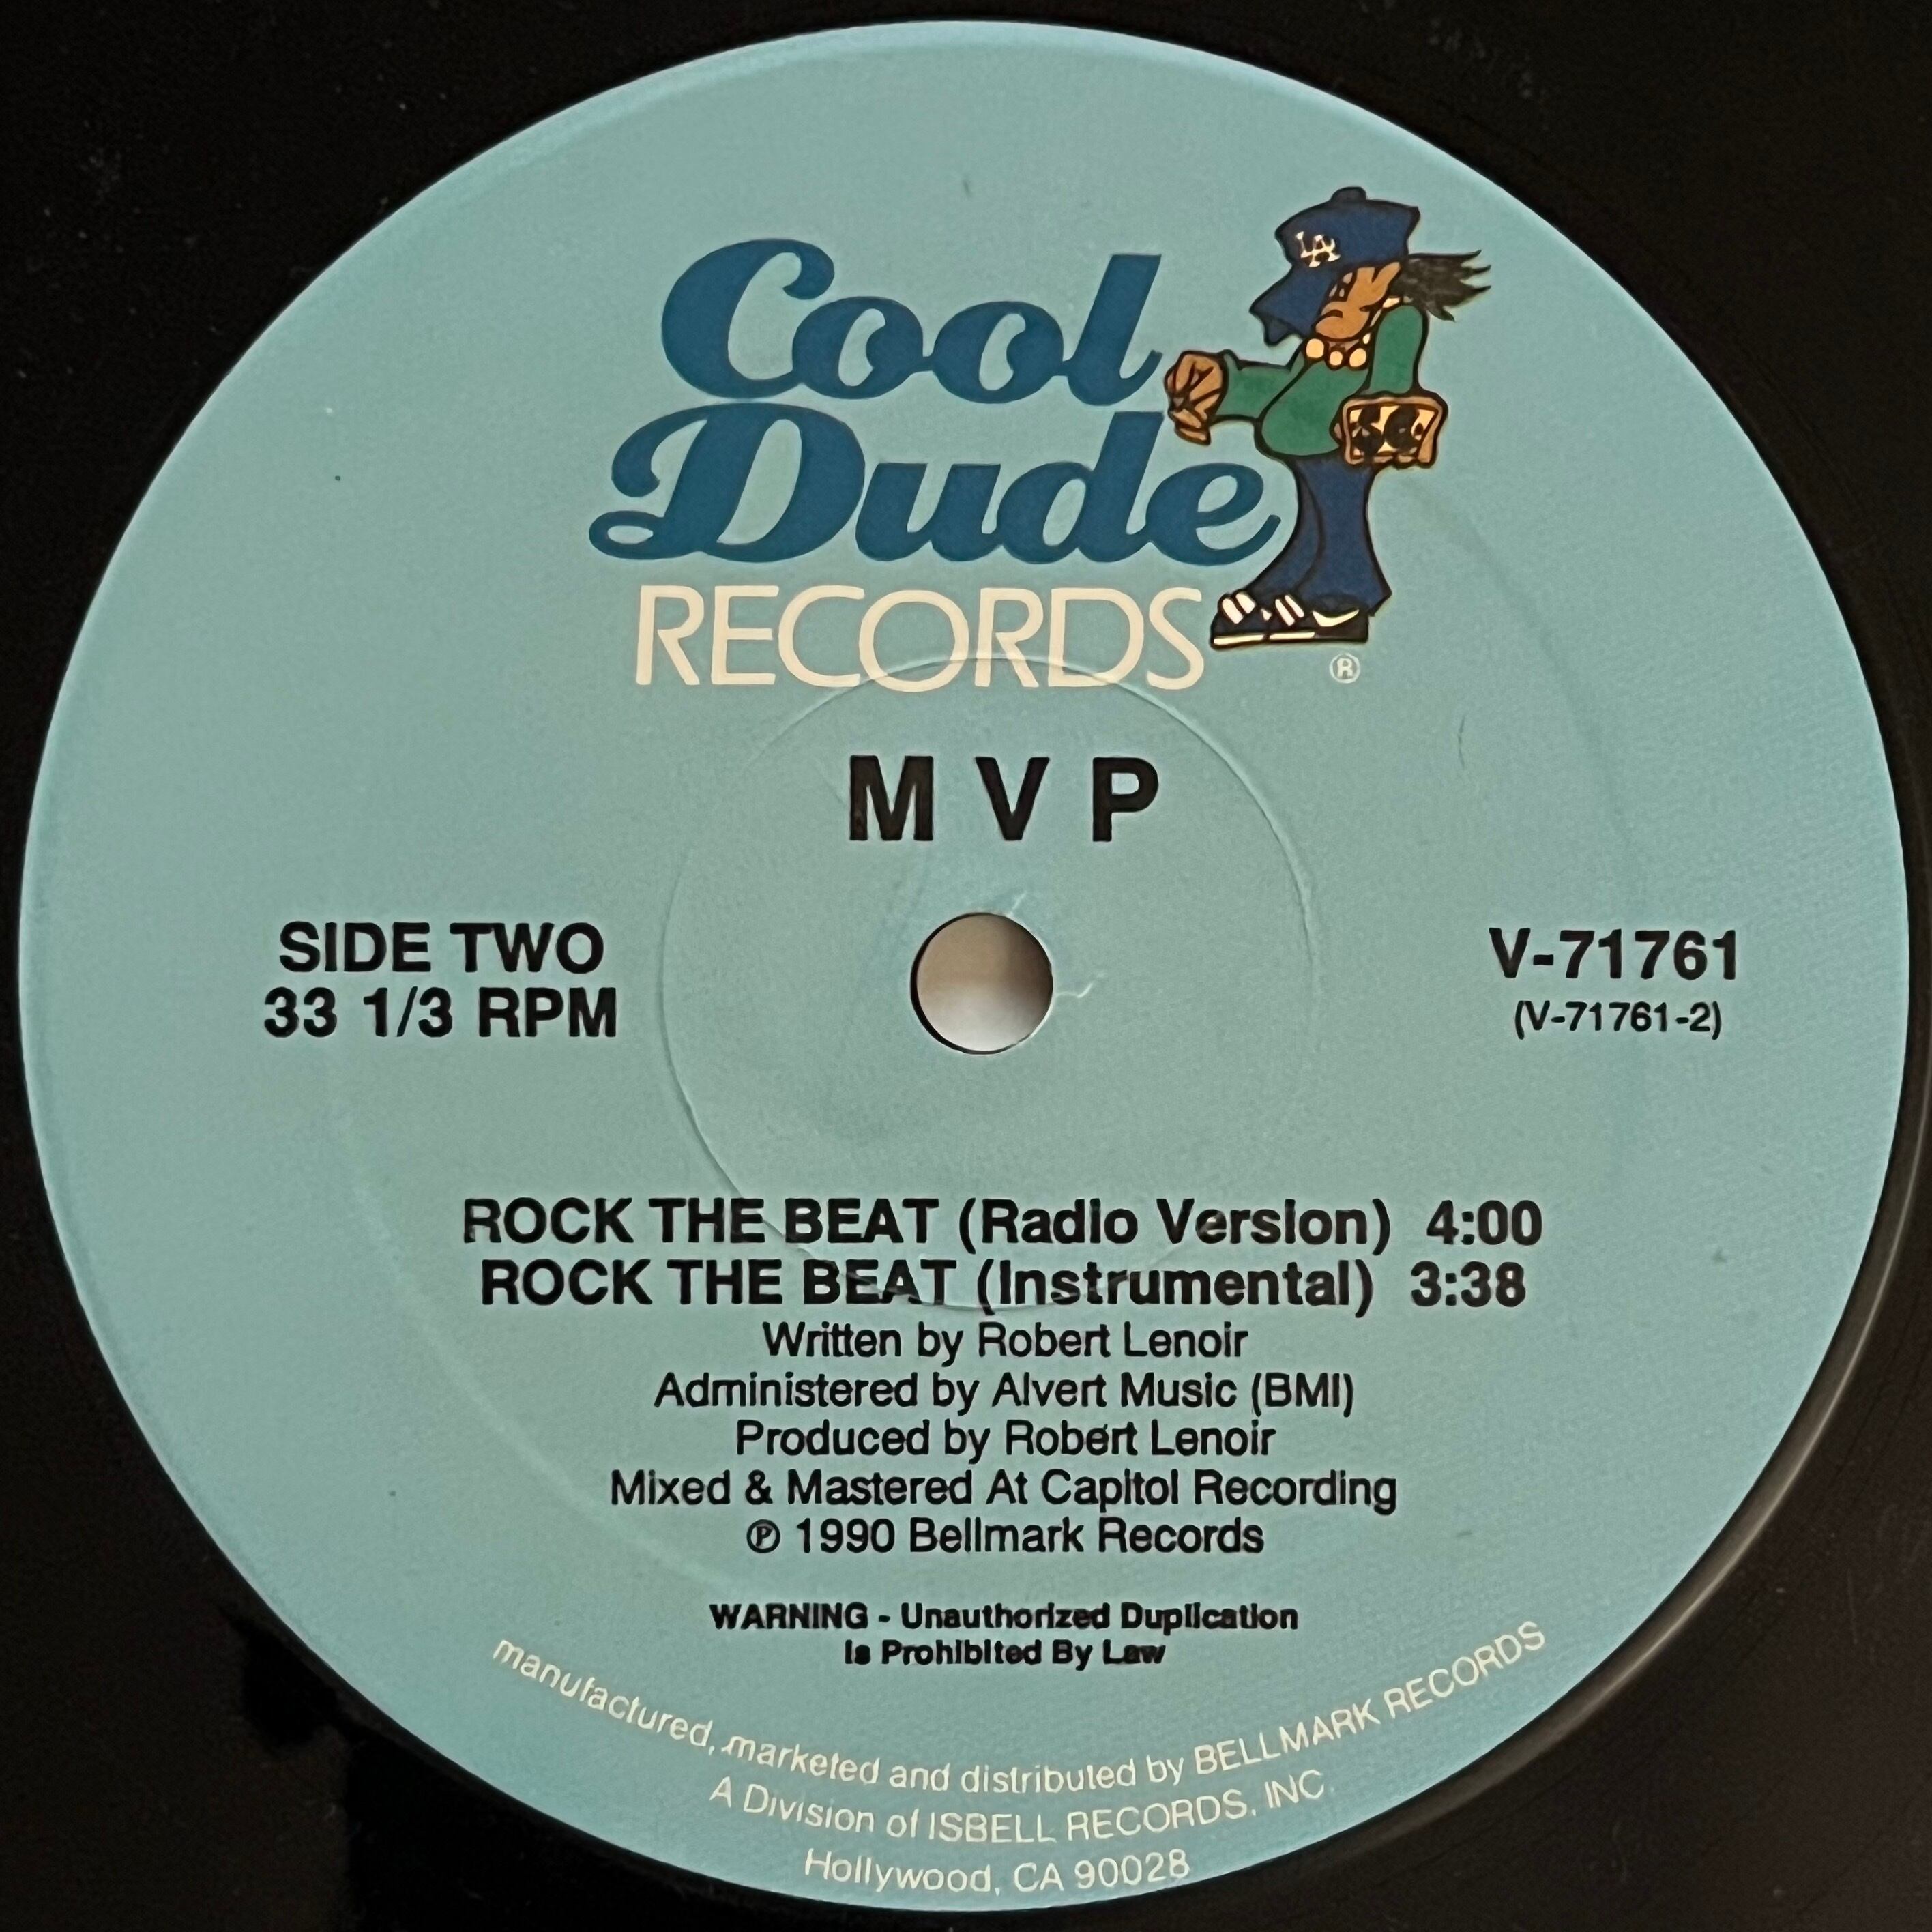 Cool
LA
SC
Dude
RECORDS
®
M V P
SIDE TWO
33 1/3 RPM
V-71761
(V-71761-2)
ROCK THE BEAT (Radio Version) 4:00
ROCK THE BEAT (Instrumental) 3:38
Written by Robert Lenoir
Administered by Alvert Music (BMI)
Produced by Robert Lenoir
Mixed & Mastered At Capitol Recording
℗ 1990 Bellmark Records
WARNING - Unauthorized Duplication
Is Prohibited By Law
manufactured, marketed and distributed by BELLMARK RECORDS
A Division of ISBELL RECORDS, INC.
Hollywood, CA 90028